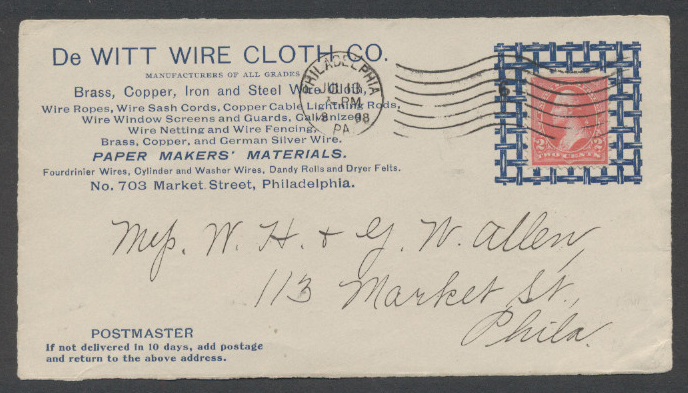 De WITT WIRE CLOTH CO.
MANUFACTURERS OF ALL GRADES
Brass, Copper, Iron and Steel Wire Cloth,
Wire Ropes, Wire Sash Cords, Copper Cable Lightning Rods,
Wire Window Screens and Guards, Galvanized
Wire Netting and Wire Fencing,
Brass, Copper, and German Silver Wire.
PAPER MAKERS' MATERIALS.
Fourdrinier Wires, Cylinder and Washer Wires, Dandy Rolls and Dryer Felts.
No. 703 Market Street, Philadelphia.
PHILADELPHIA
PM
98
PA
2 2
TWO CENTS
Mess. W. H. & G. W. Allen,
113 Market St.,
Phila.
POSTMASTER
If not delivered in 10 days, add postage
and return to the above address.